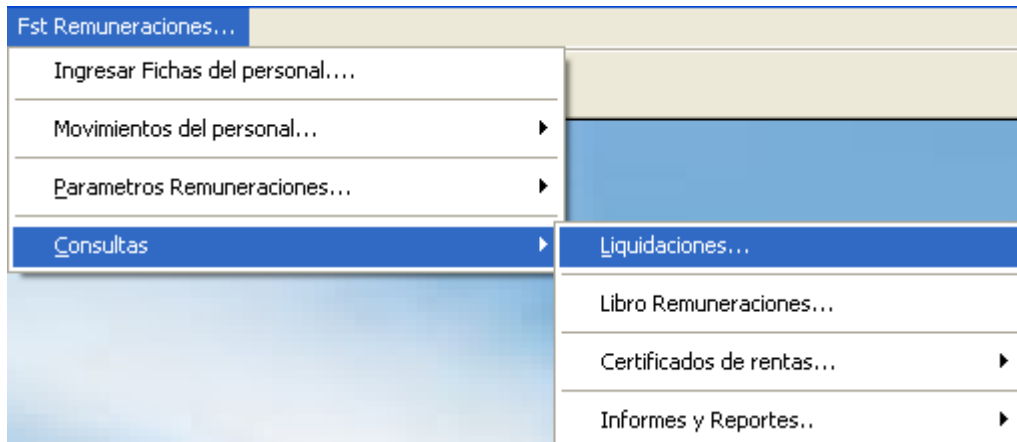 Fst Remuneraciones...
Ingresar Fichas del personal....
Movimientos del personal...
Parametros Remuneraciones...
Consultas
Liquidaciones...
Libro Remuneraciones...
Certificados de rentas...
Informes y Reportes..